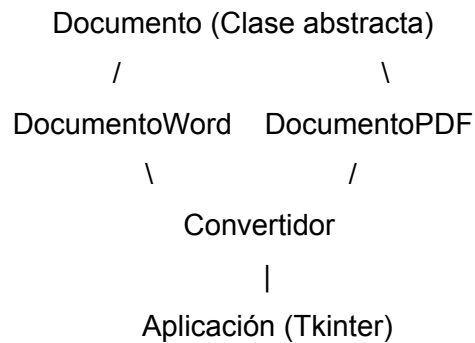 Documento (Clase abstracta)
/ \
DocumentoWord DocumentoPDF
\ /
Convertidor
|
Aplicación (Tkinter)